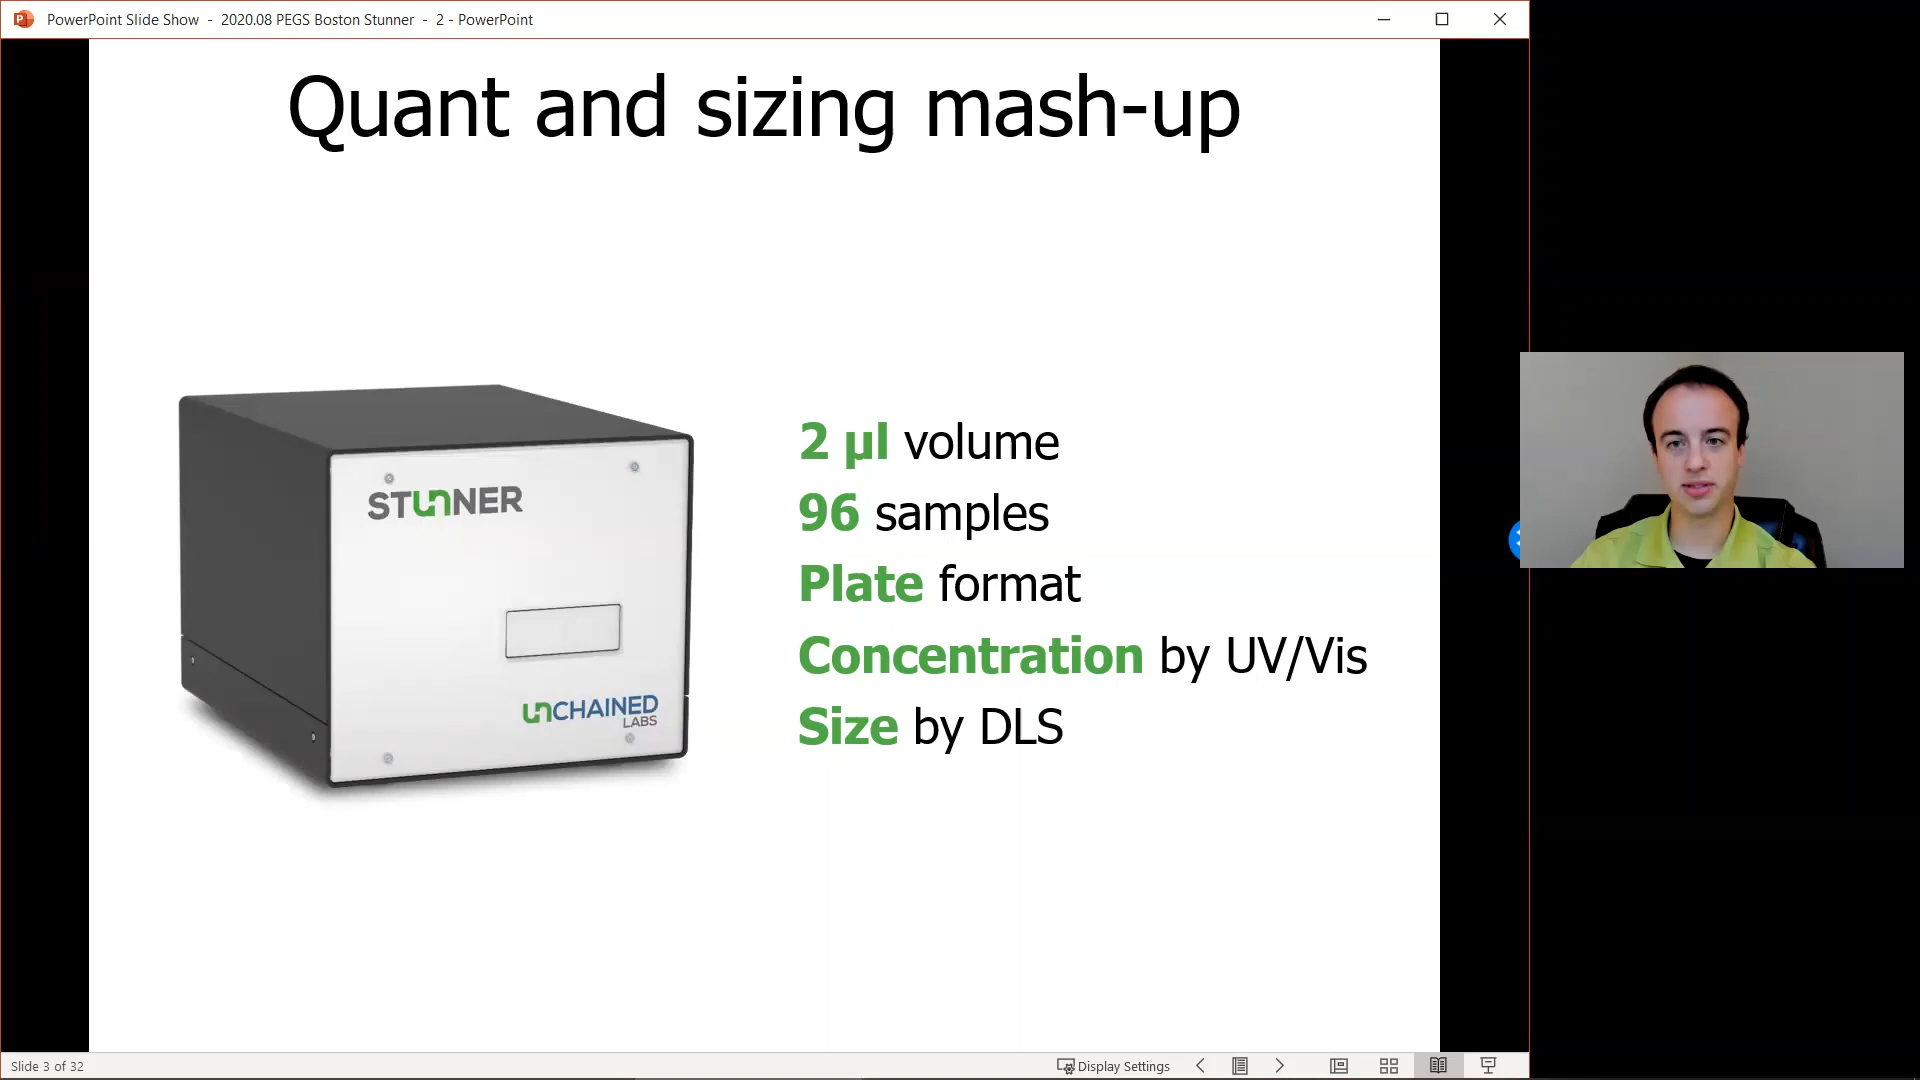 PowerPoint Slide Show - 2020.08 PEGS Boston Stunner - 2 - PowerPoint
Quant and sizing mash-up
STUNNER
UNCHAINED
LABS
2 µl volume
96 samples
Plate format
Concentration by UV/Vis
Size by DLS
Slide 3 of 32
Display Settings